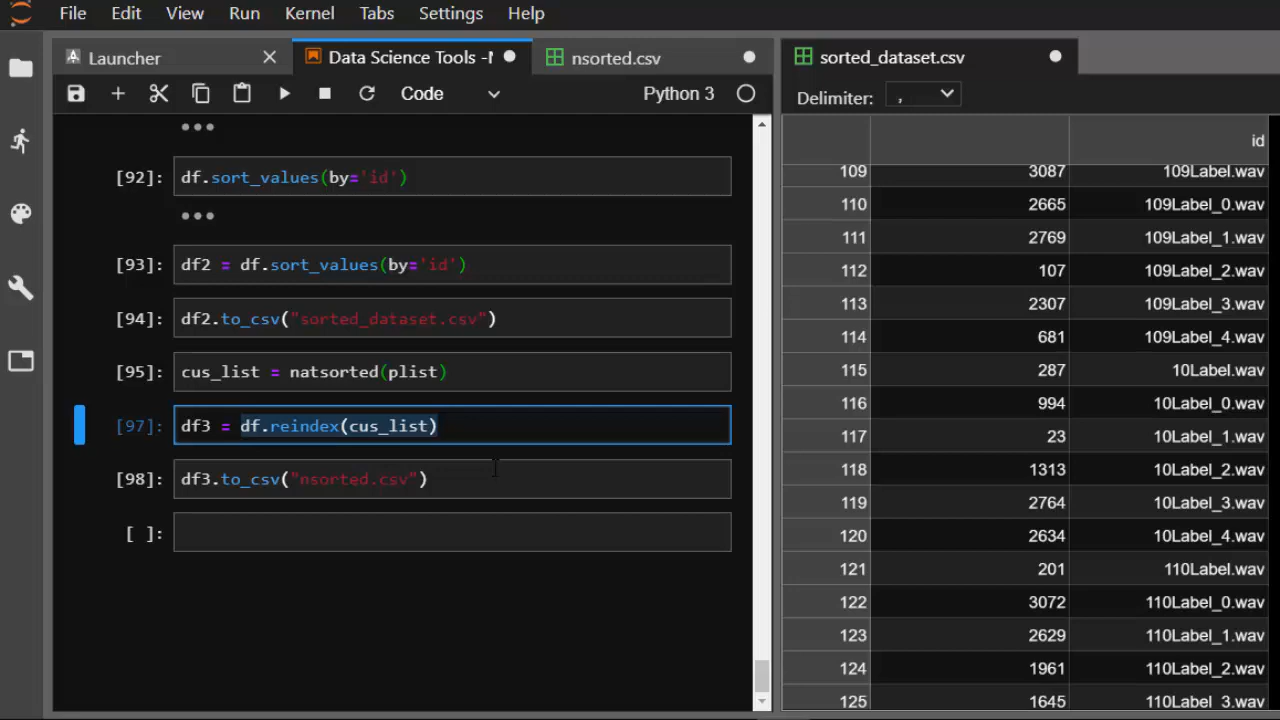 File Edit View Run Kernel Tabs Settings Help
Launcher
Data Science Tools -N
nsorted.csv
sorted_dataset.csv
Code
Python 3
Delimiter: ,
[92]: df.sort_values(by='id')
[93]: df2 = df.sort_values(by='id')
[94]: df2.to_csv("sorted_dataset.csv")
[95]: cus_list = natsorted(plist)
[97]: df3 = df.reindex(cus_list)
[98]: df3.to_csv("nsorted.csv")
[ ]:
id
109 3087 109Label.wav
110 2665 109Label_0.wav
111 2769 109Label_1.wav
112 107 109Label_2.wav
113 2307 109Label_3.wav
114 681 109Label_4.wav
115 287 10Label.wav
116 994 10Label_0.wav
117 23 10Label_1.wav
118 1313 10Label_2.wav
119 2764 10Label_3.wav
120 2634 10Label_4.wav
121 201 110Label.wav
122 3072 110Label_0.wav
123 2629 110Label_1.wav
124 1961 110Label_2.wav
125 1645 110Label_3.wav